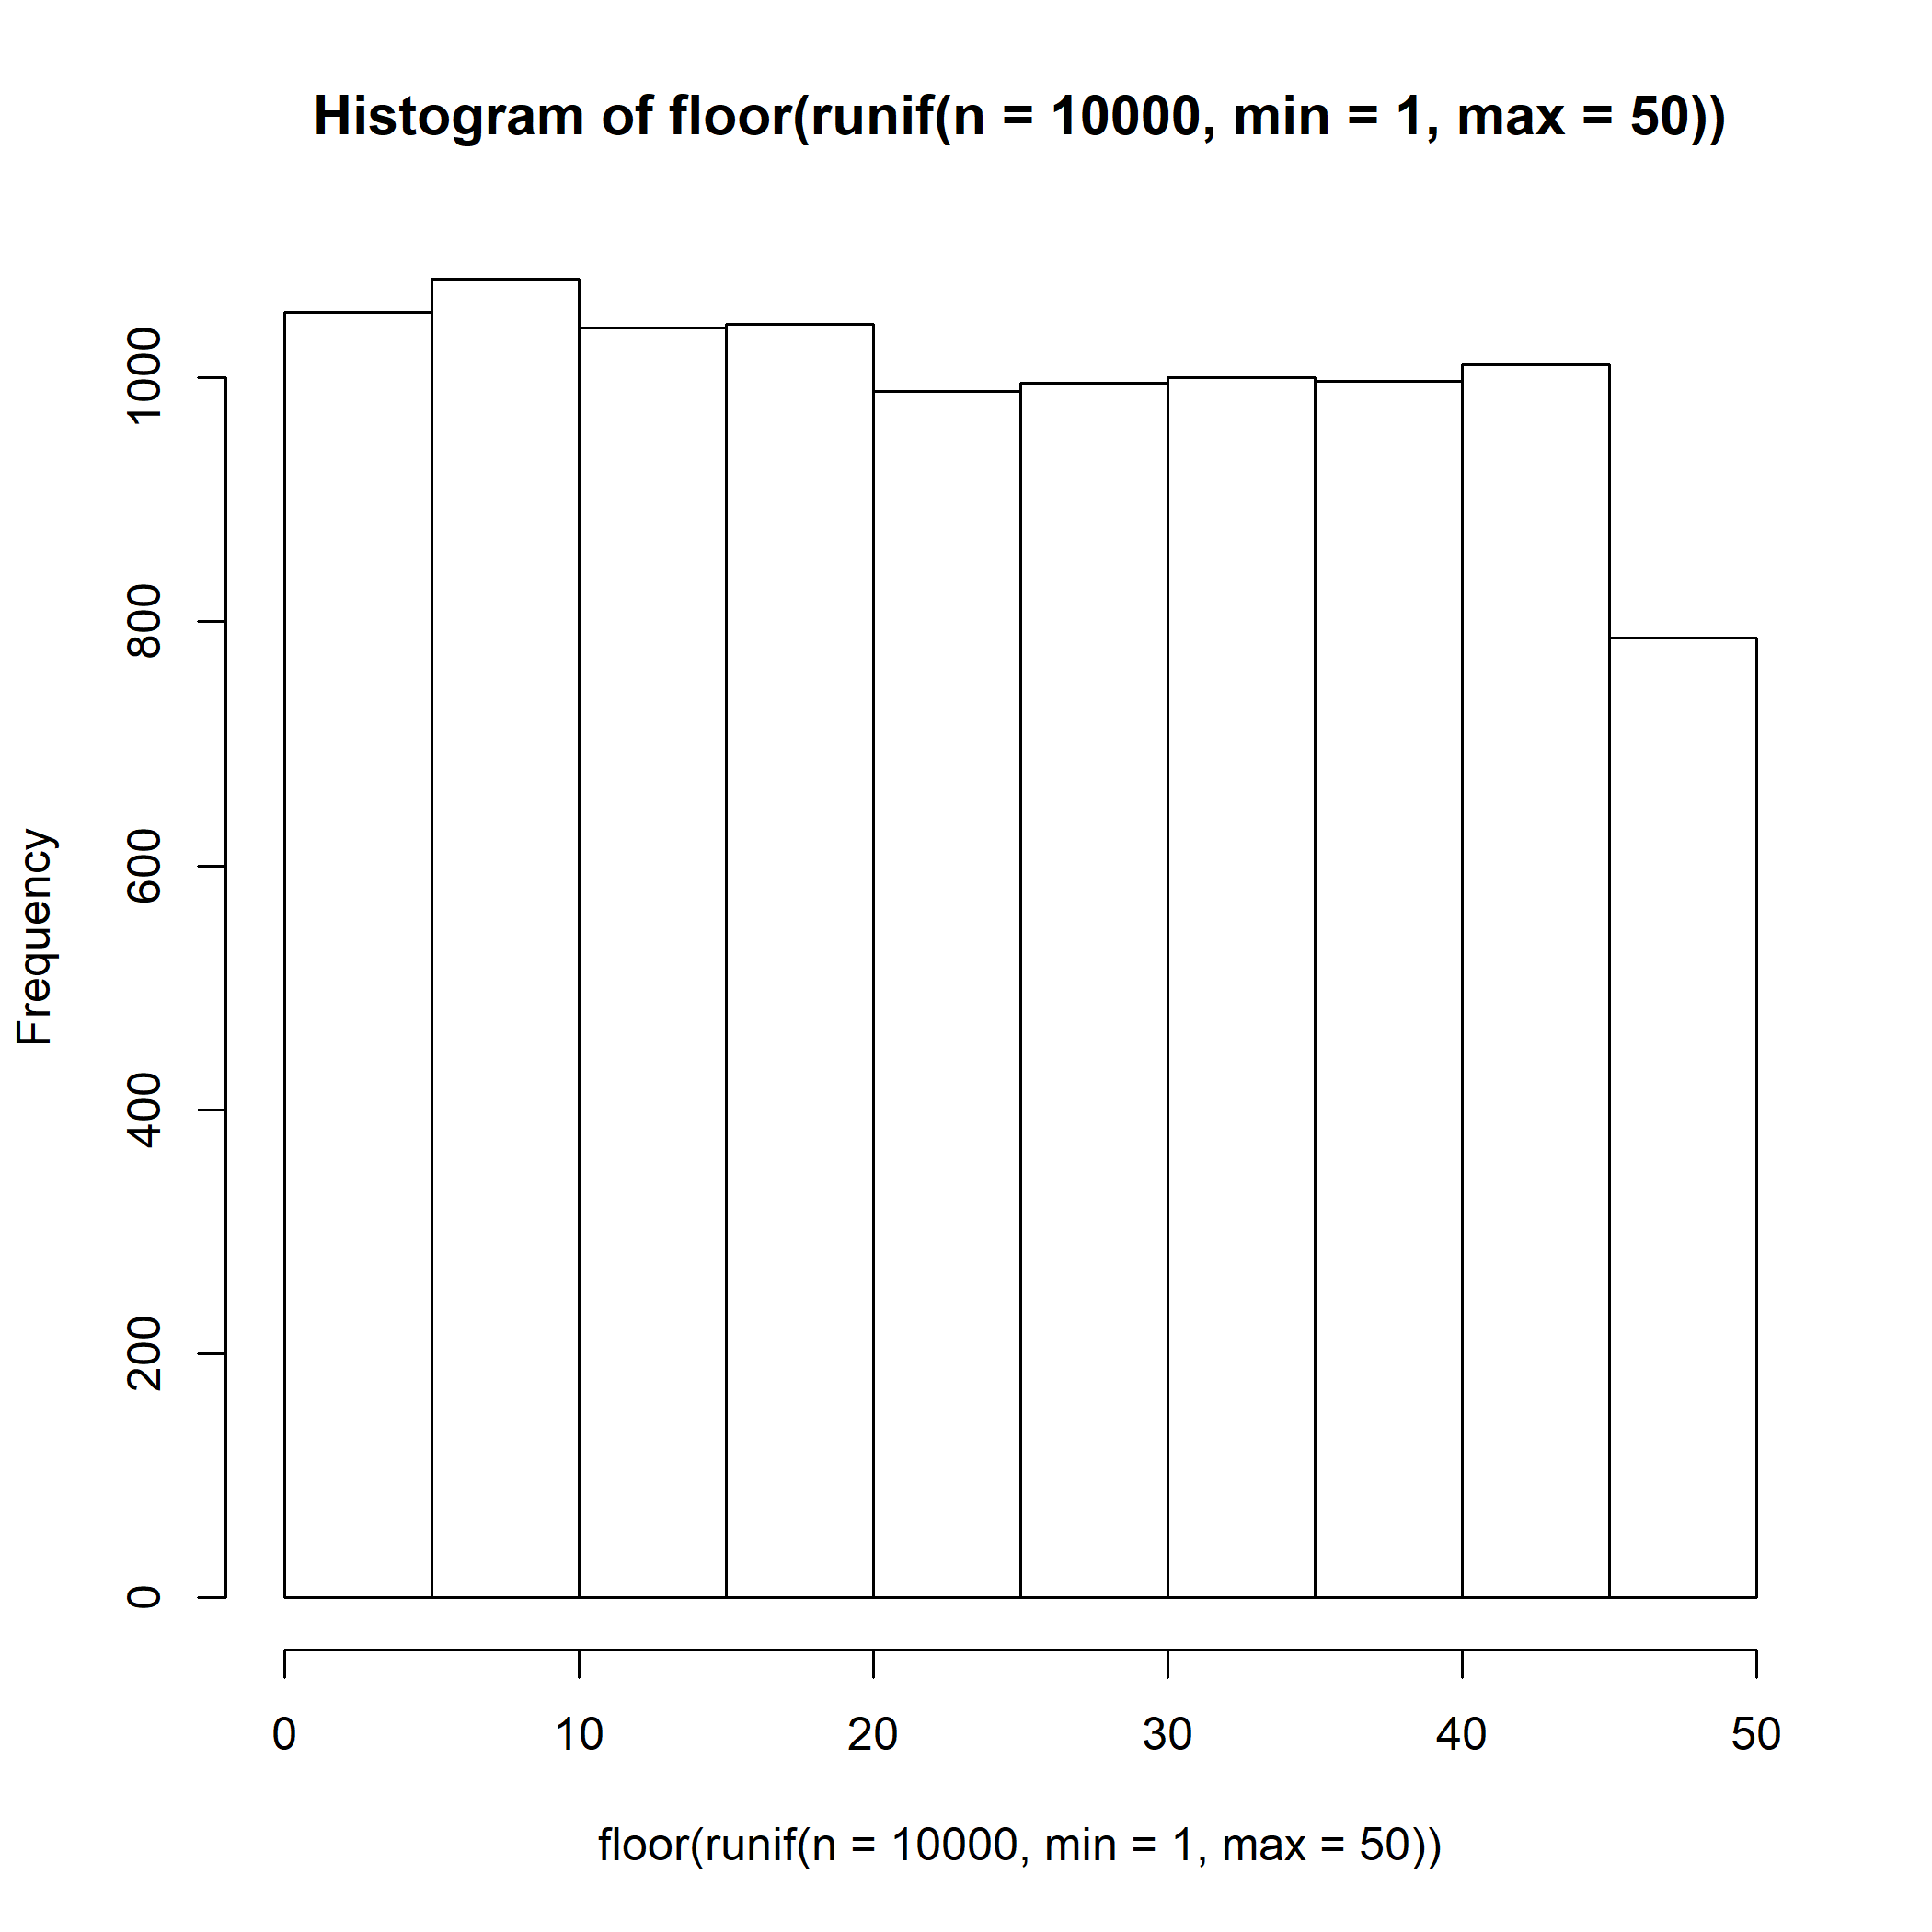 Histogram of floor(runif(n = 10000, min = 1, max = 50))
1000
800
600
400
200
0
Frequency
0 10 20 30 40 50
floor(runif(n = 10000, min = 1, max = 50))